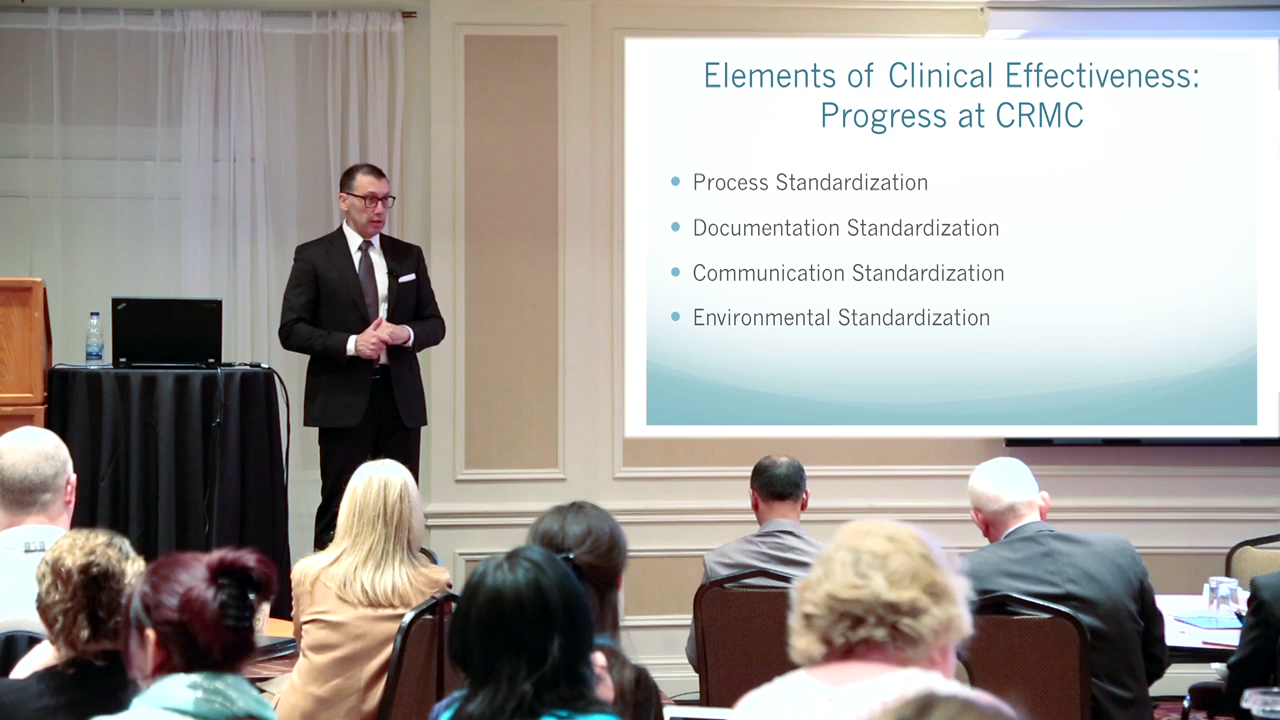 Elements of Clinical Effectiveness:
Progress at CRMC
Process Standardization
Documentation Standardization
Communication Standardization
Environmental Standardization